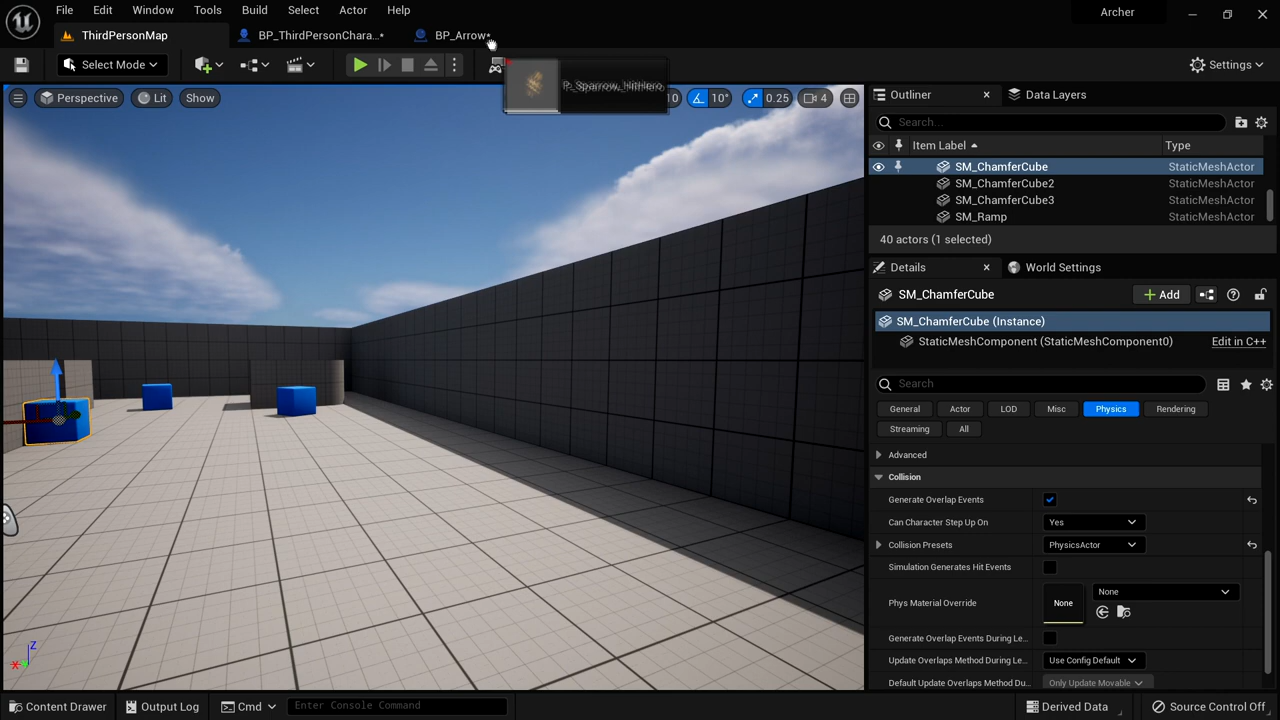 File Edit Window Tools Build Select Actor Help
Archer
ThirdPersonMap
BP_ThirdPersonChara...*
BP_Arrow*
Select Mode
Settings
P_Sparrow_HitHero
Perspective
Lit
Show
10
10°
0.25
4
Outliner
Data Layers
Search...
Item Label
Type
SM_ChamferCube StaticMeshActor
SM_ChamferCube2 StaticMeshActor
SM_ChamferCube3 StaticMeshActor
SM_Ramp StaticMeshActor
40 actors (1 selected)
Details
World Settings
SM_ChamferCube
Add
SM_ChamferCube (Instance)
StaticMeshComponent (StaticMeshComponent0) Edit in C++
Search
General Actor LOD Misc Physics Rendering
Streaming All
Advanced
Collision
Generate Overlap Events
Can Character Step Up On Yes
Collision Presets PhysicsActor
Simulation Generates Hit Events
Phys Material Override None None
Generate Overlap Events During Le...
Update Overlaps Method During Le... Use Config Default
Default Update Overlaps Method Du... Only Update Movable
Z
X
Content Drawer
Output Log
Cmd
Enter Console Command
Derived Data
Source Control Off